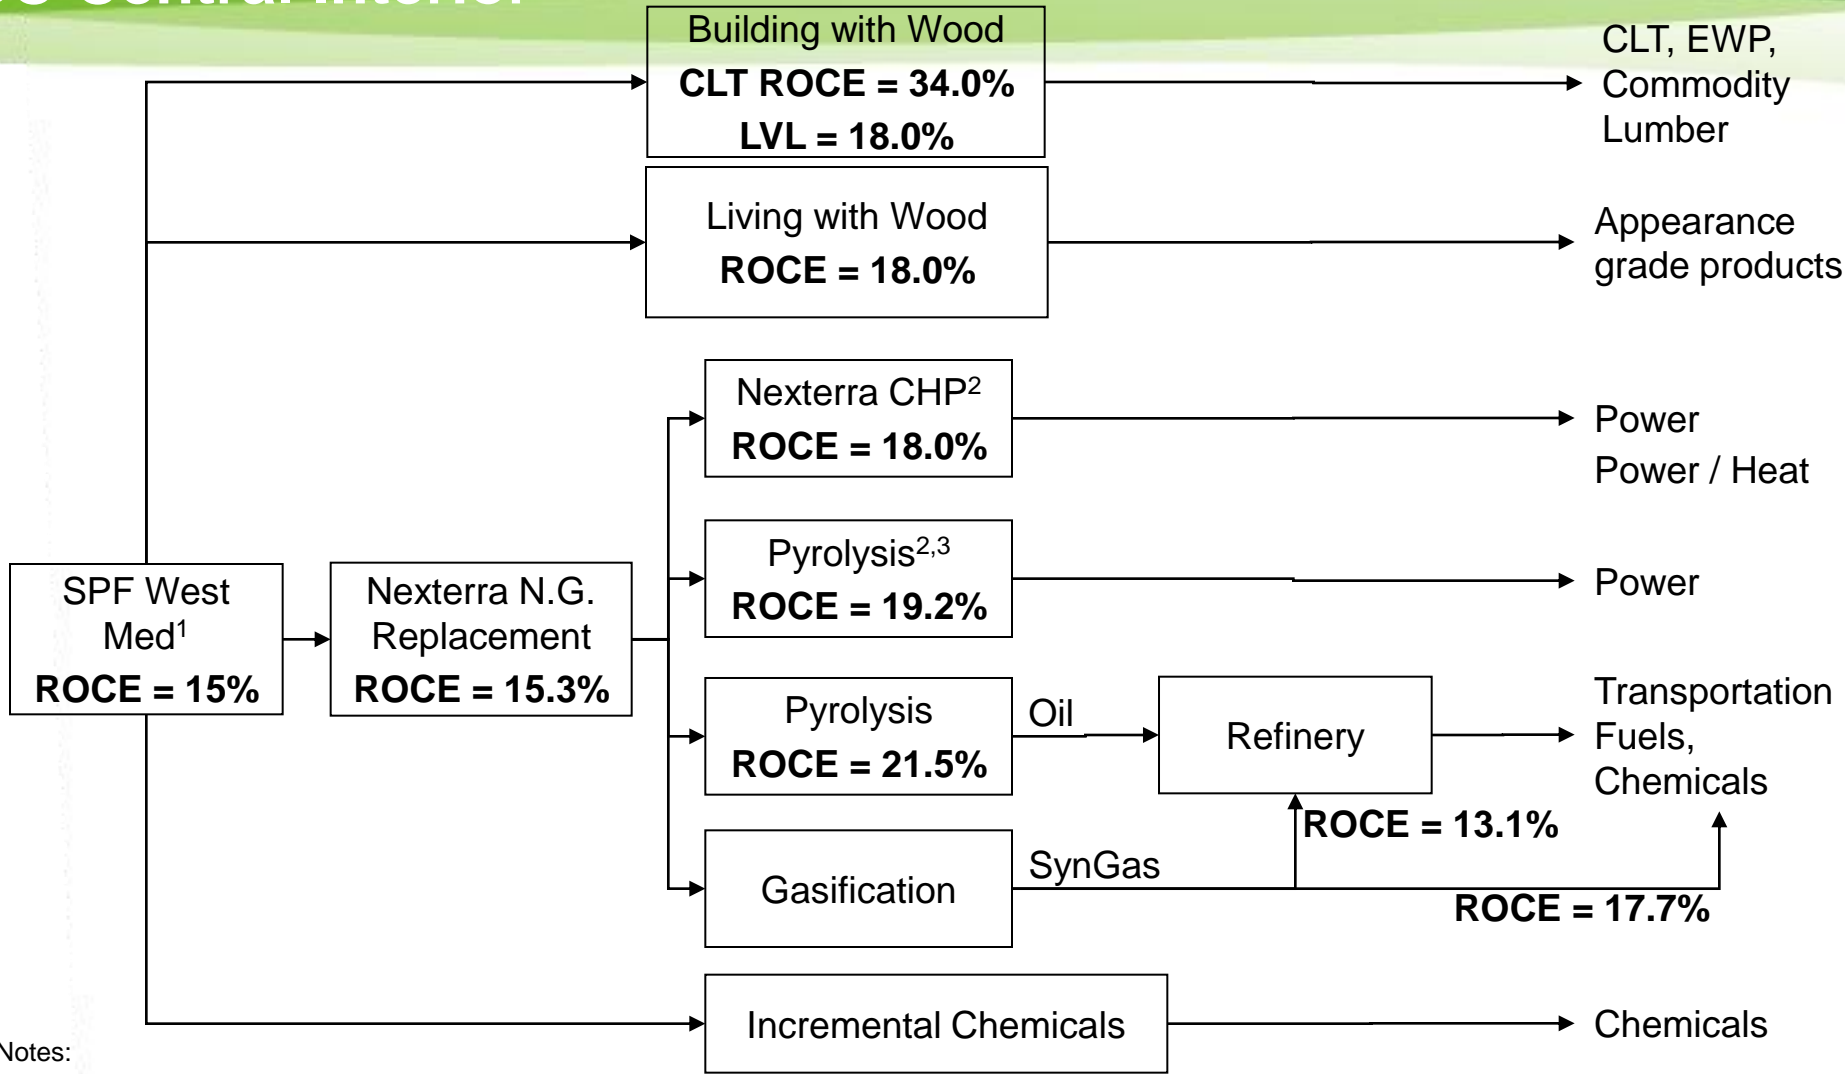 Central Interior
Building with Wood
CLT ROCE = 34.0%
LVL = 18.0%
CLT, EWP,
Commodity
Lumber
Living with Wood
ROCE = 18.0%
Appearance
grade products
Nexterra CHP²
ROCE = 18.0%
Power
Power / Heat
SPF West
Med¹
ROCE = 15%
Nexterra N.G.
Replacement
ROCE = 15.3%
Pyrolysis²,³
ROCE = 19.2%
Power
Pyrolysis
ROCE = 21.5%
Oil
Refinery
Transportation
Fuels,
Chemicals
ROCE = 13.1%
Gasification
SynGas
ROCE = 17.7%
Incremental Chemicals
Chemicals
Notes: